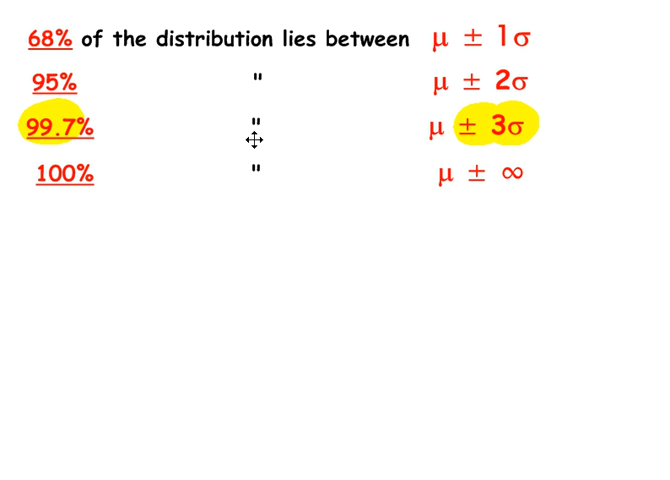 68% of the distribution lies between μ ± 1σ
95% " μ ± 2σ
99.7% " μ ± 3σ
100% " μ ± ∞